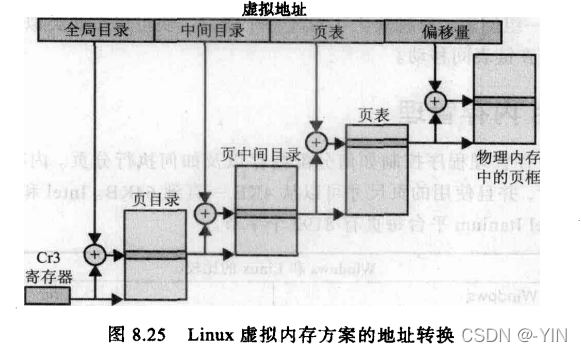 虚拟地址
全局目录 中间目录 页表 偏移量
页表
页中间目录
物理内存
中的页框
页目录
Cr3
寄存器
图 8.25 Linux 虚拟内存方案的地址转换
CSDN @-YIN